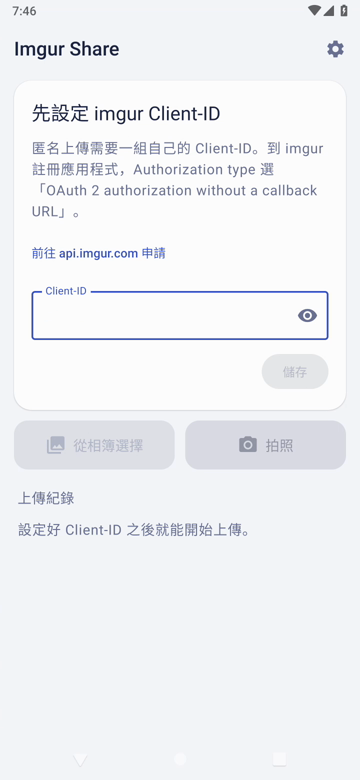 7:46
Imgur Share
先設定 imgur Client-ID
匿名上傳需要一組自己的 Client-ID。到 imgur
註冊應用程式，Authorization type 選
「OAuth 2 authorization without a callback
URL」。
前往 api.imgur.com 申請
Client-ID
儲存
從相簿選擇
拍照
上傳紀錄
設定好 Client-ID 之後就能開始上傳。